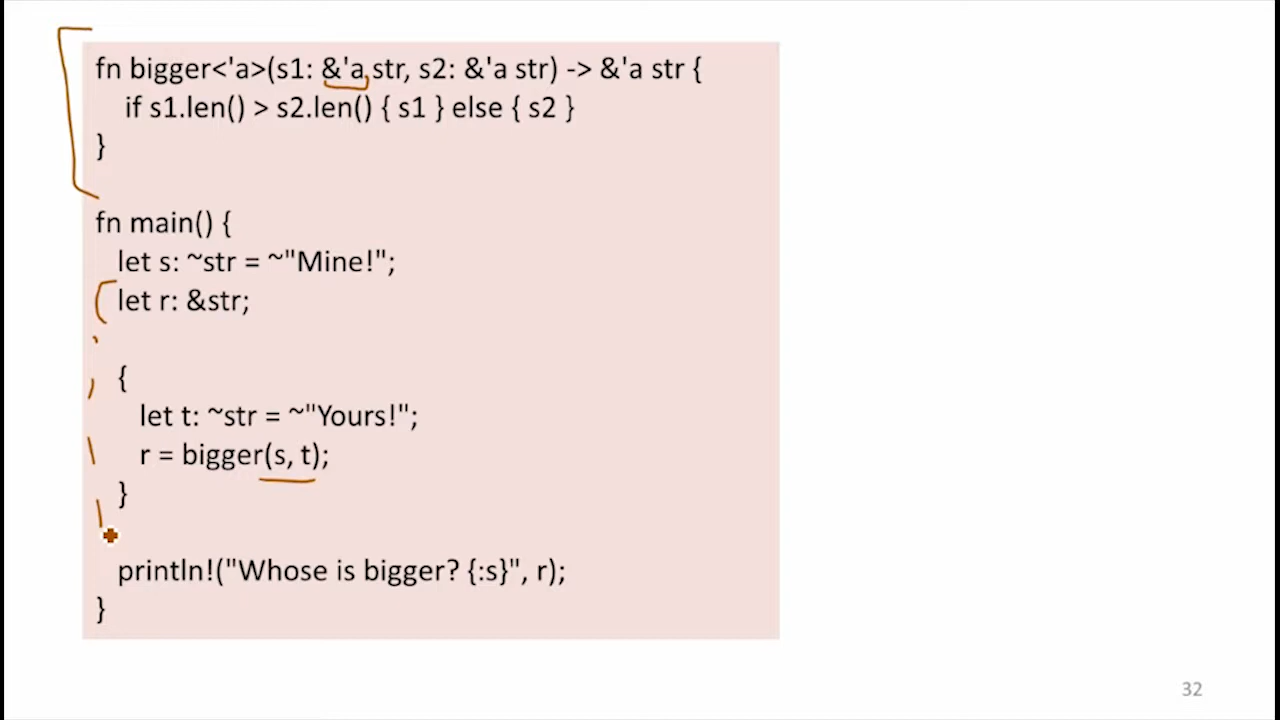 fn bigger<'a>(s1: &'a str, s2: &'a str) -> &'a str {
if s1.len() > s2.len() { s1 } else { s2 }
}
fn main() {
let s: ~str = ~"Mine!";
let r: &str;
{
let t: ~str = ~"Yours!";
r = bigger(s, t);
}
println!("Whose is bigger? {:s}", r);
}
32